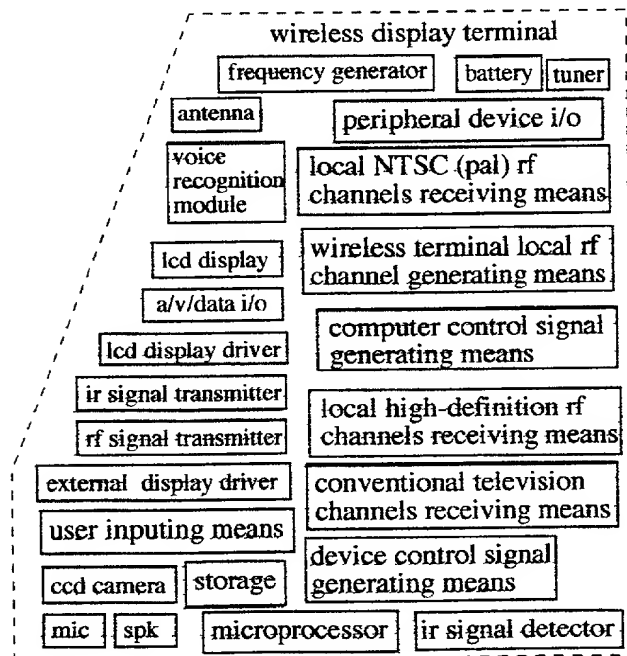 wireless display terminal
frequency generator
battery
tuner
antenna
peripheral device i/o
voice
recognition
module
local NTSC (pal) rf
channels receiving means
lcd display
wireless terminal local rf
channel generating means
a/v/data i/o
lcd display driver
computer control signal
generating means
ir signal transmitter
rf signal transmitter
local high-definition rf
channels receiving means
external display driver
conventional television
channels receiving means
user inputing means
device control signal
generating means
ccd camera
storage
mic
spk
microprocessor
ir signal detector